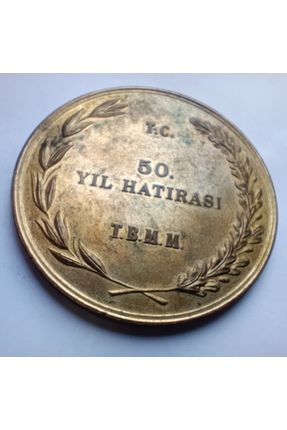 T.C.
50.
YIL HATIRASI
T.B.M.M.